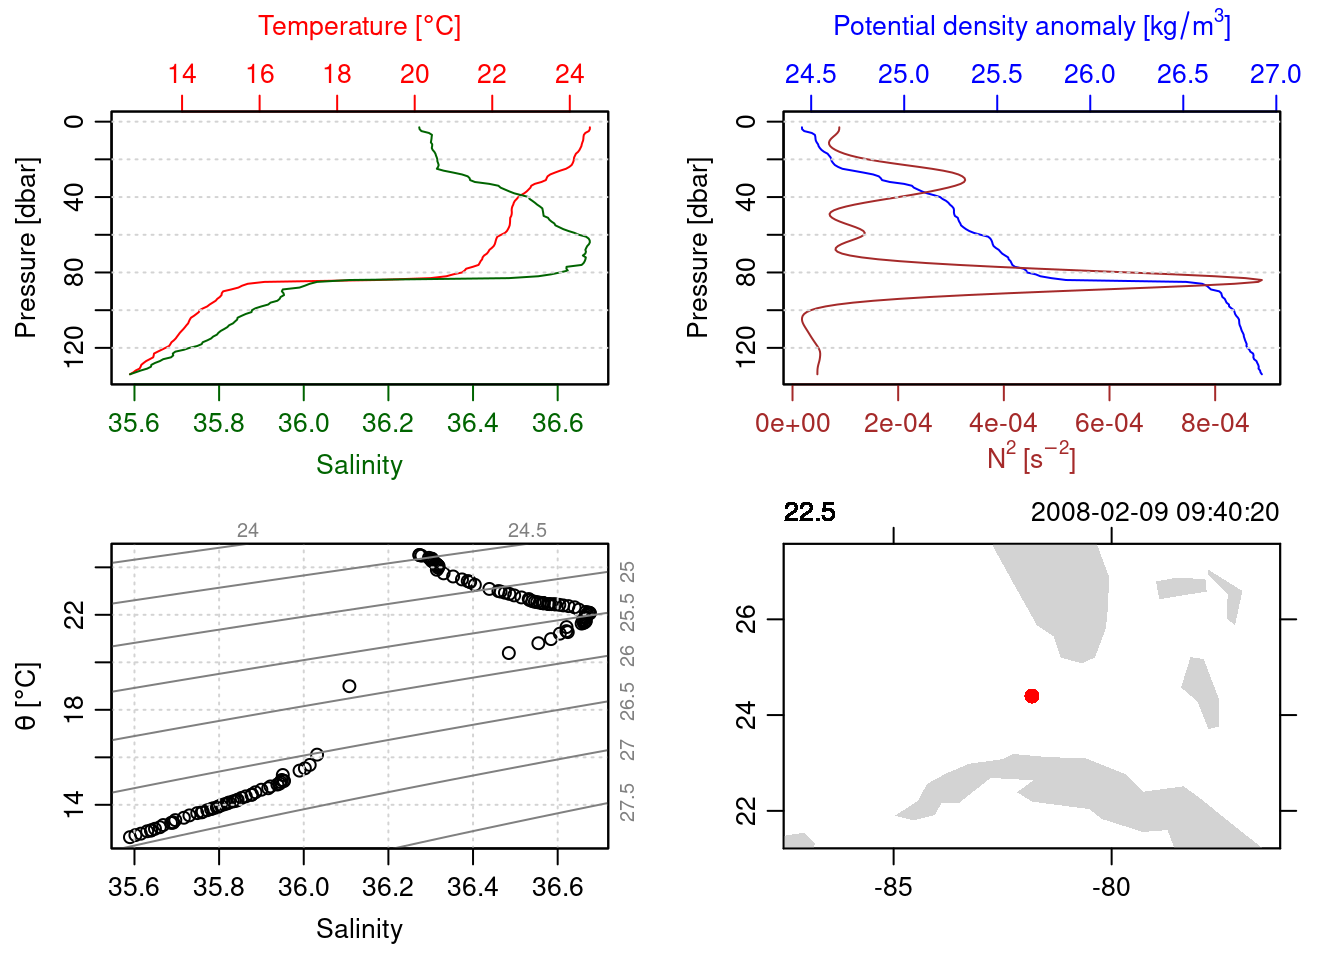 Temperature [°C]
14 16 18 20 22 24
0
40
80
120
Pressure [dbar]
35.6 35.8 36.0 36.2 36.4 36.6
Salinity
Potential density anomaly [kg/m³]
24.5 25.0 25.5 26.0 26.5 27.0
0
40
80
120
Pressure [dbar]
0e+00 2e-04 4e-04 6e-04 8e-04
N² [s⁻²]
24 24.5
25
25.5
26
26.5
27
27.5
22
18
14
θ [°C]
35.6 35.8 36.0 36.2 36.4 36.6
Salinity
22.5 2008-02-09 09:40:20
26
24
22
-85 -80